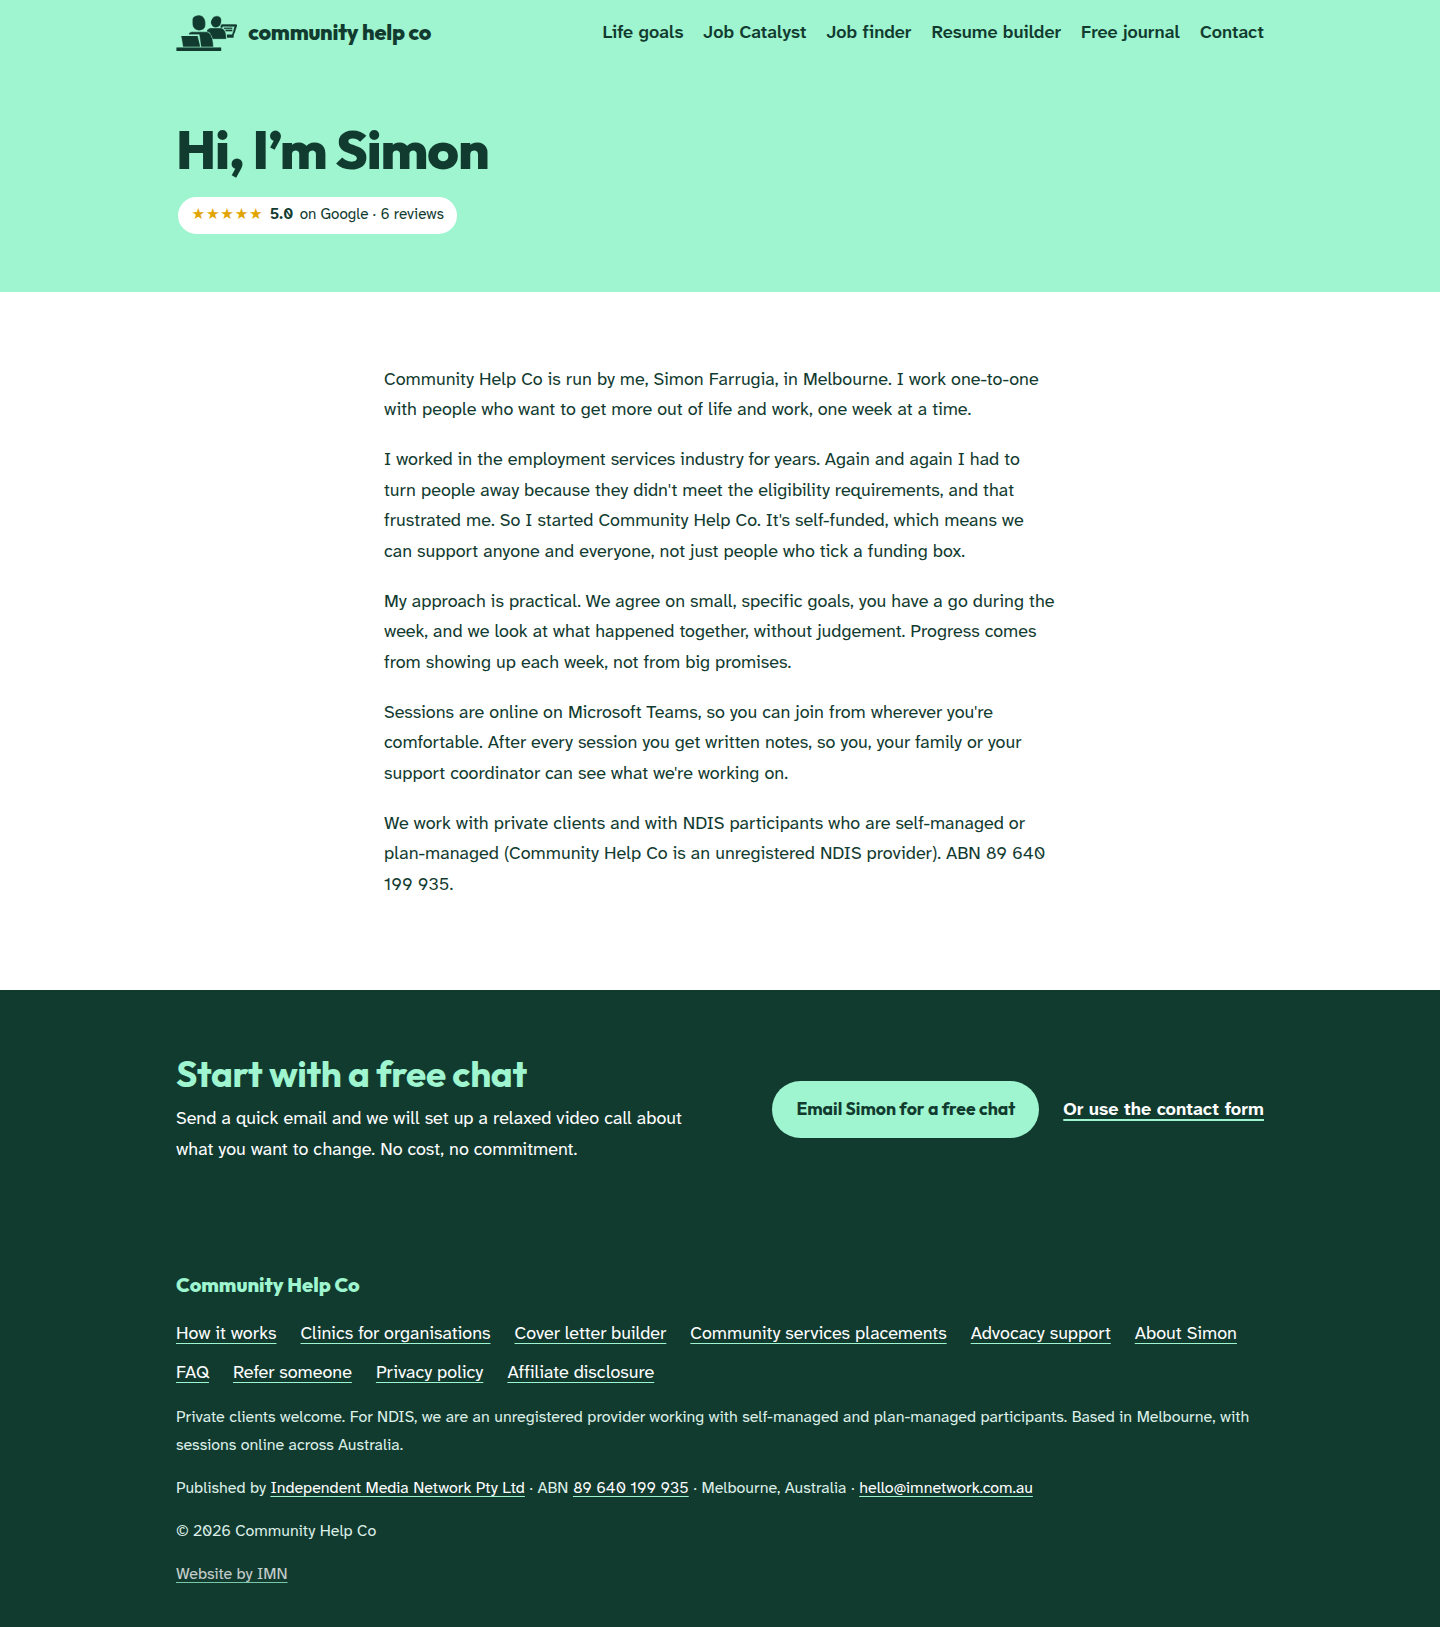 community help co
Life goals Job Catalyst Job finder Resume builder Free journal Contact
Hi, I’m Simon
★★★★★ 5.0 on Google · 6 reviews
Community Help Co is run by me, Simon Farrugia, in Melbourne. I work one-to-one
with people who want to get more out of life and work, one week at a time.
I worked in the employment services industry for years. Again and again I had to
turn people away because they didn't meet the eligibility requirements, and that
frustrated me. So I started Community Help Co. It's self-funded, which means we
can support anyone and everyone, not just people who tick a funding box.
My approach is practical. We agree on small, specific goals, you have a go during the
week, and we look at what happened together, without judgement. Progress comes
from showing up each week, not from big promises.
Sessions are online on Microsoft Teams, so you can join from wherever you're
comfortable. After every session you get written notes, so you, your family or your
support coordinator can see what we're working on.
We work with private clients and with NDIS participants who are self-managed or
plan-managed (Community Help Co is an unregistered NDIS provider). ABN 89 640
199 935.
Start with a free chat
Send a quick email and we will set up a relaxed video call about
what you want to change. No cost, no commitment.
Email Simon for a free chat
Or use the contact form
Community Help Co
How it works Clinics for organisations Cover letter builder Community services placements Advocacy support About Simon
FAQ Refer someone Privacy policy Affiliate disclosure
Private clients welcome. For NDIS, we are an unregistered provider working with self-managed and plan-managed participants. Based in Melbourne, with
sessions online across Australia.
Published by Independent Media Network Pty Ltd · ABN 89 640 199 935 · Melbourne, Australia · hello@imnetwork.com.au
© 2026 Community Help Co
Website by IMN